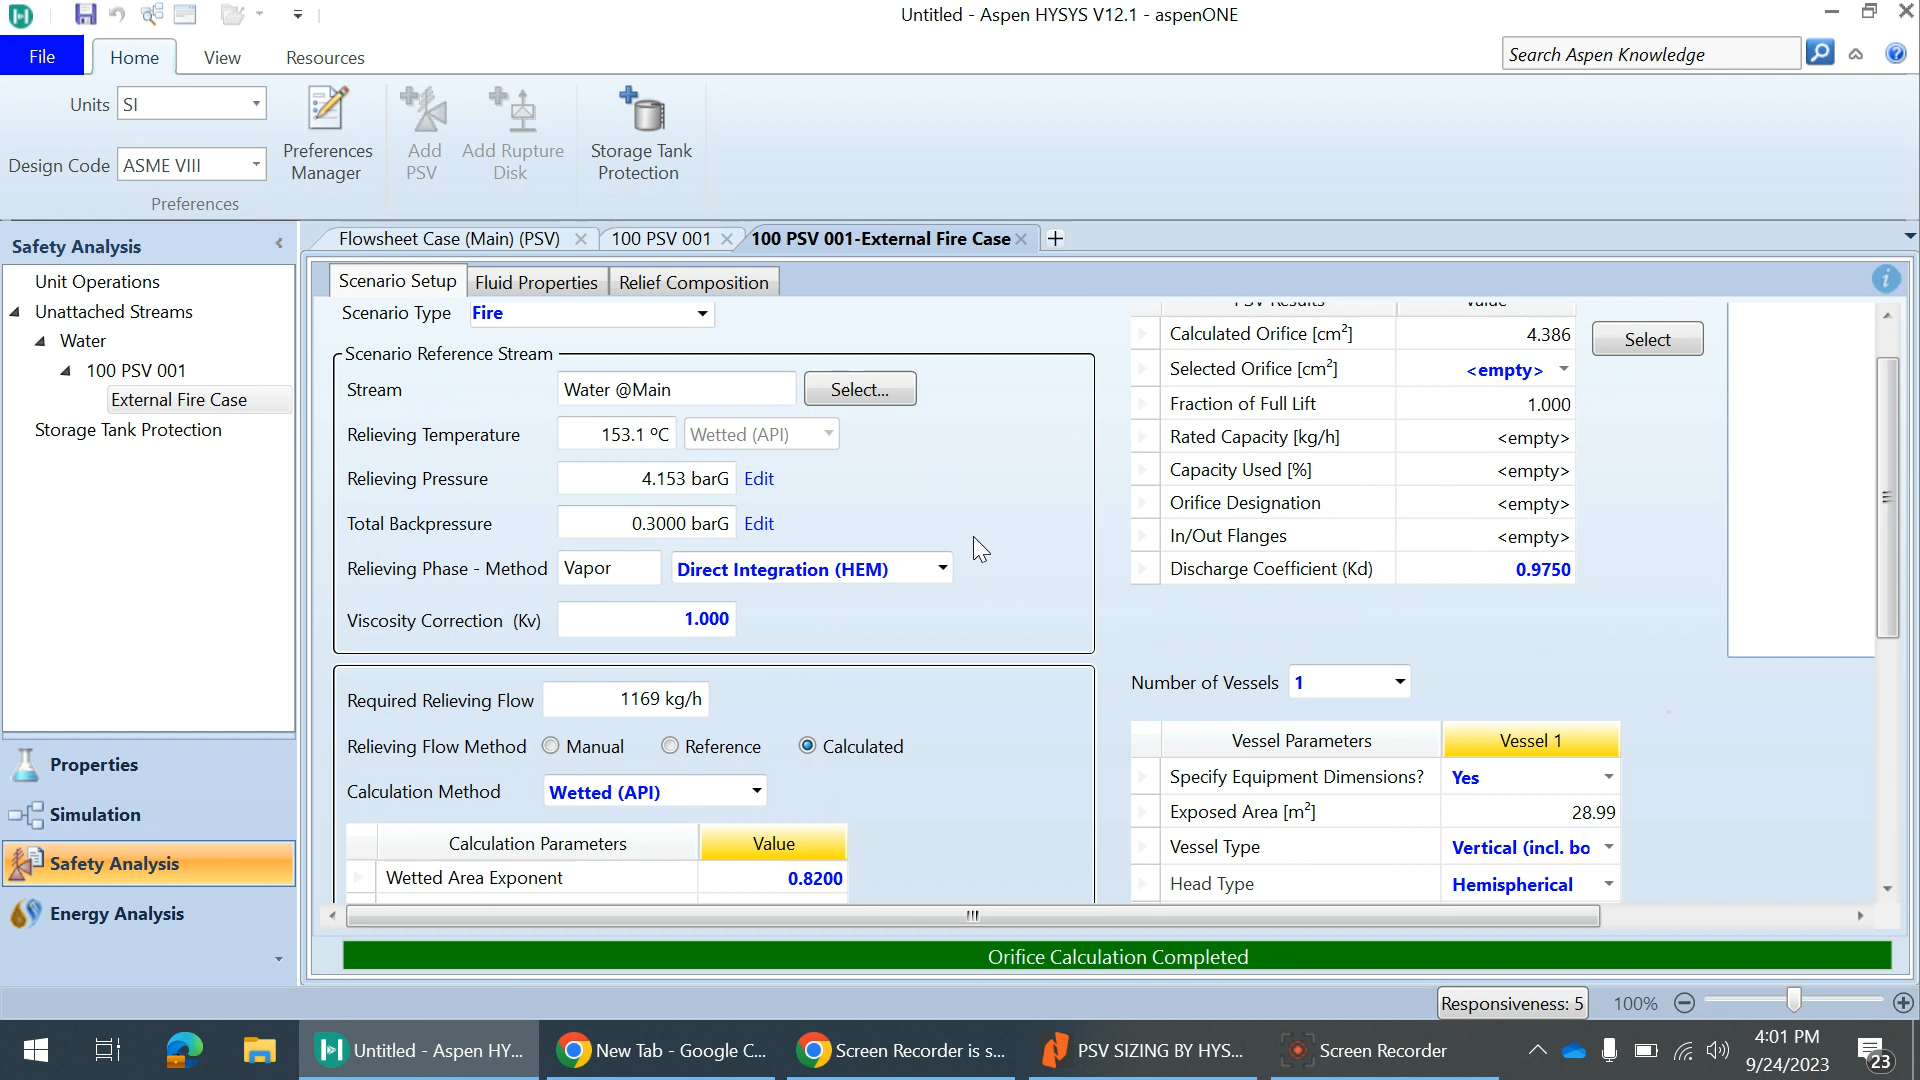 Untitled - Aspen HYSYS V12.1 - aspenONE
File
Home
View
Resources
Search Aspen Knowledge
Units
SI
Design Code
ASME VIII
Preferences
Preferences
Manager
Add
PSV
Add Rupture
Disk
Storage Tank
Protection
Safety Analysis
Unit Operations
Unattached Streams
Water
100 PSV 001
External Fire Case
Storage Tank Protection
Properties
Simulation
Safety Analysis
Energy Analysis
Flowsheet Case (Main) (PSV)
100 PSV 001
100 PSV 001-External Fire Case
Scenario Setup
Fluid Properties
Relief Composition
Scenario Type
Fire
Scenario Reference Stream
Stream
Water @Main
Select...
Relieving Temperature
153.1 ºC
Wetted (API)
Relieving Pressure
4.153 barG
Edit
Total Backpressure
0.3000 barG
Edit
Relieving Phase - Method
Vapor
Direct Integration (HEM)
Viscosity Correction (Kv)
1.000
Required Relieving Flow
1169 kg/h
Relieving Flow Method
Manual
Reference
Calculated
Calculation Method
Wetted (API)
Calculation Parameters
Value
Wetted Area Exponent
0.8200
PSV Results
Value
Calculated Orifice [cm²]
4.386
Select
Selected Orifice [cm²]
<empty>
Fraction of Full Lift
1.000
Rated Capacity [kg/h]
<empty>
Capacity Used [%]
<empty>
Orifice Designation
<empty>
In/Out Flanges
<empty>
Discharge Coefficient (Kd)
0.9750
Number of Vessels
1
Vessel Parameters
Vessel 1
Specify Equipment Dimensions?
Yes
Exposed Area [m²]
28.99
Vessel Type
Vertical (incl. bo
Head Type
Hemispherical
Orifice Calculation Completed
Responsiveness: 5
100%
Untitled - Aspen HY...
New Tab - Google C...
Screen Recorder is s...
PSV SIZING BY HYS...
Screen Recorder
4:01 PM
9/24/2023
23